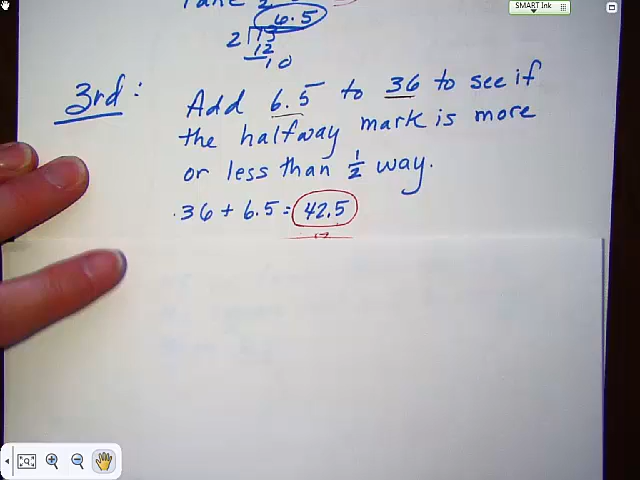 Take
6.5
2 13
12
10
3rd:
Add 6.5 to 36 to see if
the halfway mark is more
or less than 1/2 way.
36 + 6.5 = 42.5
SMART Ink